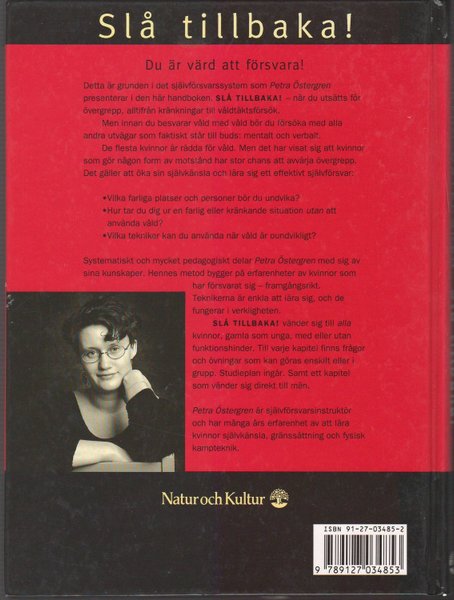 Slå tillbaka!
Du är värd att försvara!
Detta är grunden i det självförsvarssystem som Petra Östergren
presenterar i den här handboken. SLÅ TILLBAKA! – när du utsätts för
övergrepp, alltifrån kränkningar till våldtäktsförsök.
Men innan du besvarar våld med våld bör du försöka med alla
andra utvägar som faktiskt står till buds: mentalt och verbalt.
De flesta kvinnor är rädda för våld. Men det har visat sig att kvinnor
som gör någon form av motstånd har stor chans att avvärja övergrepp.
Det gäller att öka sin självkänsla och lära sig ett effektivt självförsvar:
•Vilka farliga platser och personer bör du undvika?
•Hur tar du dig ur en farlig eller kränkande situation utan att
använda våld?
•Vilka tekniker kan du använda när våld är oundvikligt?
Systematiskt och mycket pedagogiskt delar Petra Östergren med sig av
sina kunskaper. Hennes metod bygger på erfarenheter av kvinnor som
har försvarat sig – framgångsrikt.
Teknikerna är enkla att lära sig, och de
fungerar i verkligheten.
SLÅ TILLBAKA! vänder sig till alla
kvinnor, gamla som unga, med eller utan
funktionshinder. Till varje kapitel finns frågor
och övningar som kan göras enskilt eller i
grupp. Studieplan ingår. Samt ett kapitel
som vänder sig direkt till män.
Petra Östergren är självförsvarsinstruktör
och har många års erfarenhet av att lära
kvinnor självkänsla, gränssättning och fysisk
kampteknik.
Natur och Kultur
ISBN 91-27-03485-2
9 789127 034853